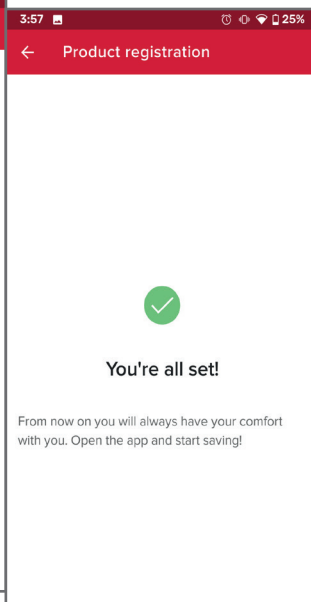 3:57 25%
Product registration
You're all set!
From now on you will always have your comfort
with you. Open the app and start saving!